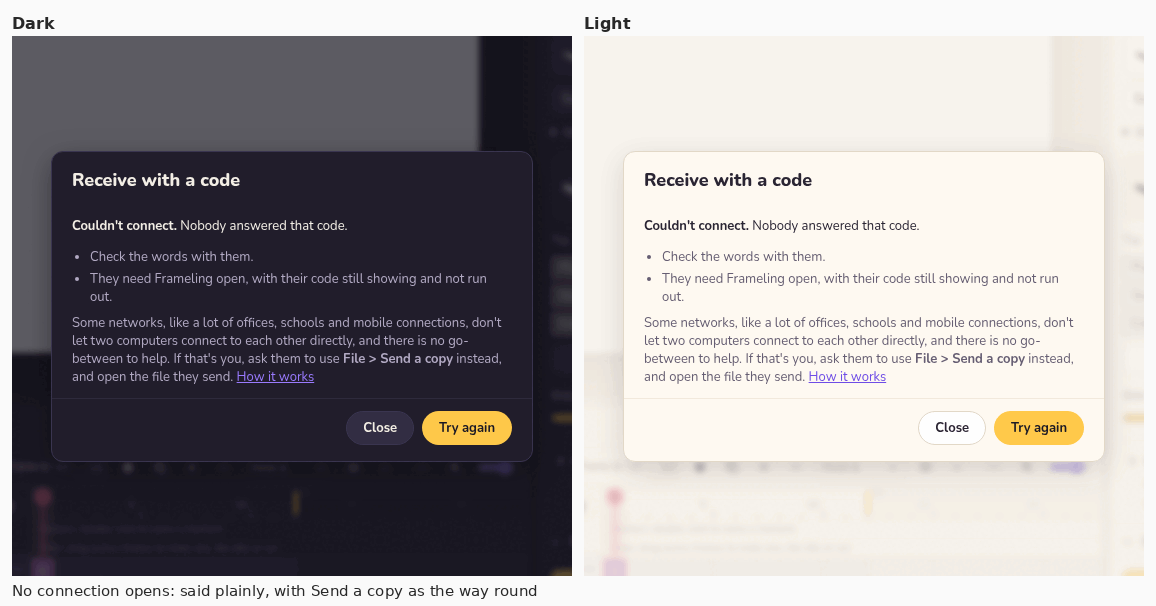 Dark
Light
Receive with a code
Couldn't connect. Nobody answered that code.
• Check the words with them.
• They need Frameling open, with their code still showing and not run
out.
Some networks, like a lot of offices, schools and mobile connections, don't
let two computers connect to each other directly, and there is no go-
between to help. If that's you, ask them to use File > Send a copy instead,
and open the file they send. How it works
Close
Try again
Receive with a code
Couldn't connect. Nobody answered that code.
• Check the words with them.
• They need Frameling open, with their code still showing and not run
out.
Some networks, like a lot of offices, schools and mobile connections, don't
let two computers connect to each other directly, and there is no go-
between to help. If that's you, ask them to use File > Send a copy instead,
and open the file they send. How it works
Close
Try again
No connection opens: said plainly, with Send a copy as the way round